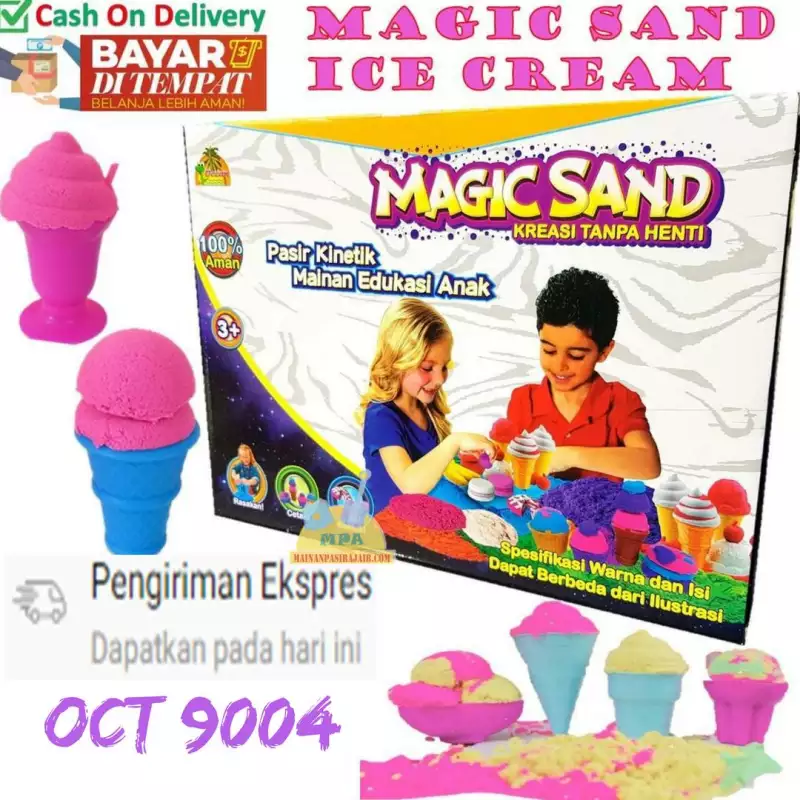 Cash On Delivery
BAYAR
DI TEMPAT
BELANJA LEBIH AMAN!
MAGIC SAND
ICE CREAM
MAGIC SAND
KREASI TANPA HENTI
100%
Aman
Pasir Kinetik
Mainan Edukasi Anak
3+
Rasakan!
MPA
MAINANPASIRAJAIB.COM
Spesifikasi Warna dan Isi
Dapat Berbeda dari Ilustrasi
Pengiriman Ekspres
Dapatkan pada hari ini
OCT 9004